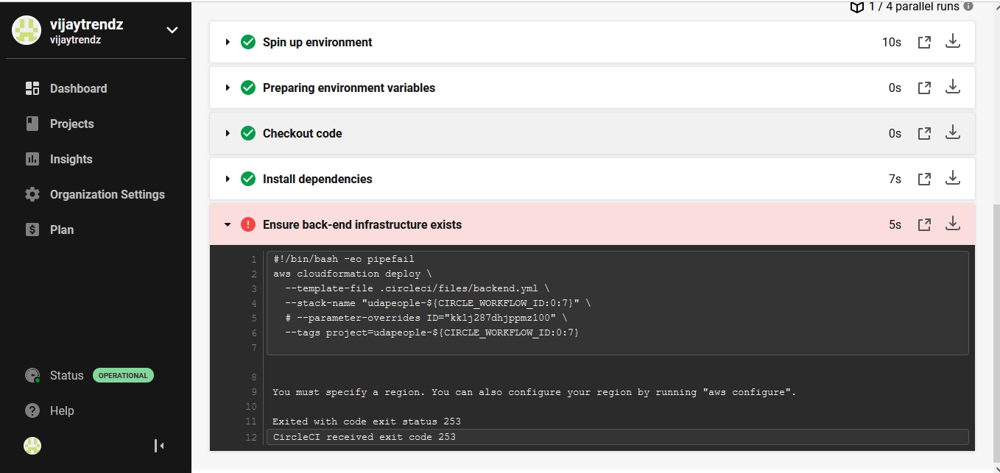 vijaytrendz
vijaytrendz
Dashboard
Projects
Insights
Organization Settings
Plan
Status OPERATIONAL
Help
1 / 4 parallel runs
Spin up environment 10s
Preparing environment variables 0s
Checkout code 0s
Install dependencies 7s
Ensure back-end infrastructure exists 5s
1 #!/bin/bash -eo pipefail
2 aws cloudformation deploy \
3 --template-file .circleci/files/backend.yml \
4 --stack-name "udapeople-${CIRCLE_WORKFLOW_ID:0:7}" \
5 # --parameter-overrides ID="kk1j287dhjppmz100" \
6 --tags project=udapeople-${CIRCLE_WORKFLOW_ID:0:7}
7
8
9 You must specify a region. You can also configure your region by running "aws configure".
10
11 Exited with code exit status 253
12 CircleCI received exit code 253